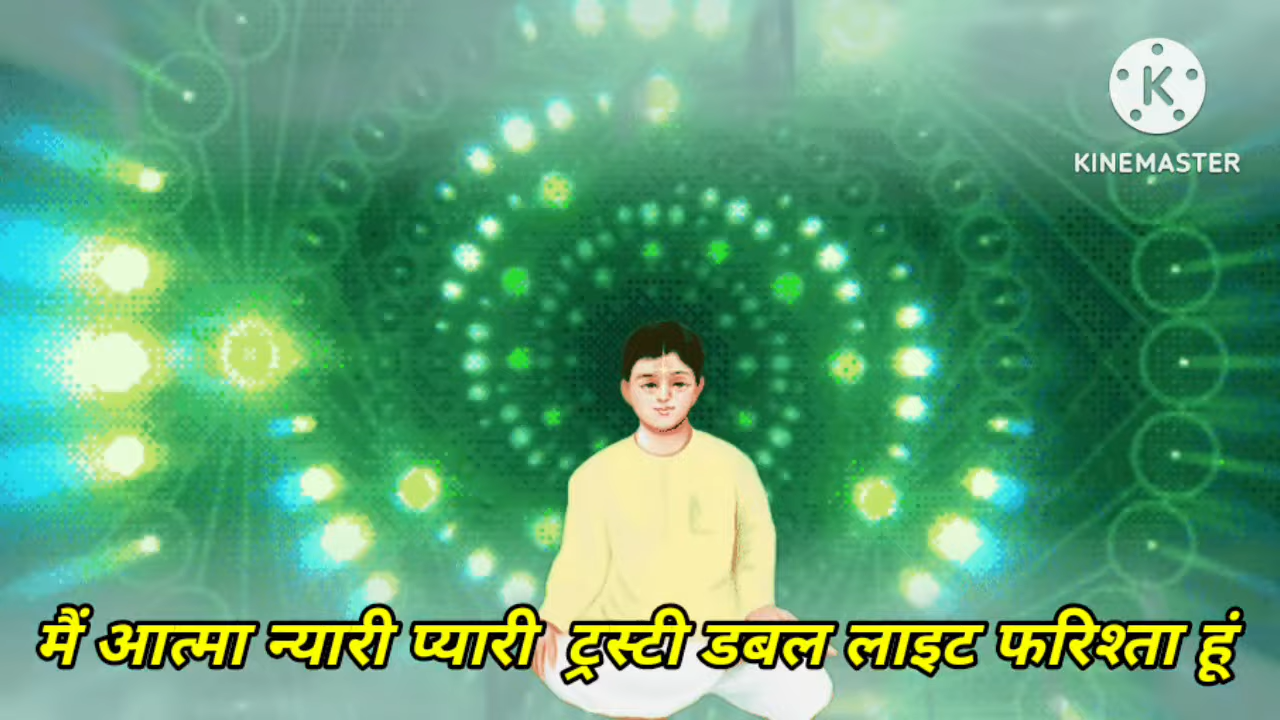 KINEMASTER
मैं आत्मा न्यारी प्यारी ट्रस्टी डबल लाइट फरिश्ता हूं